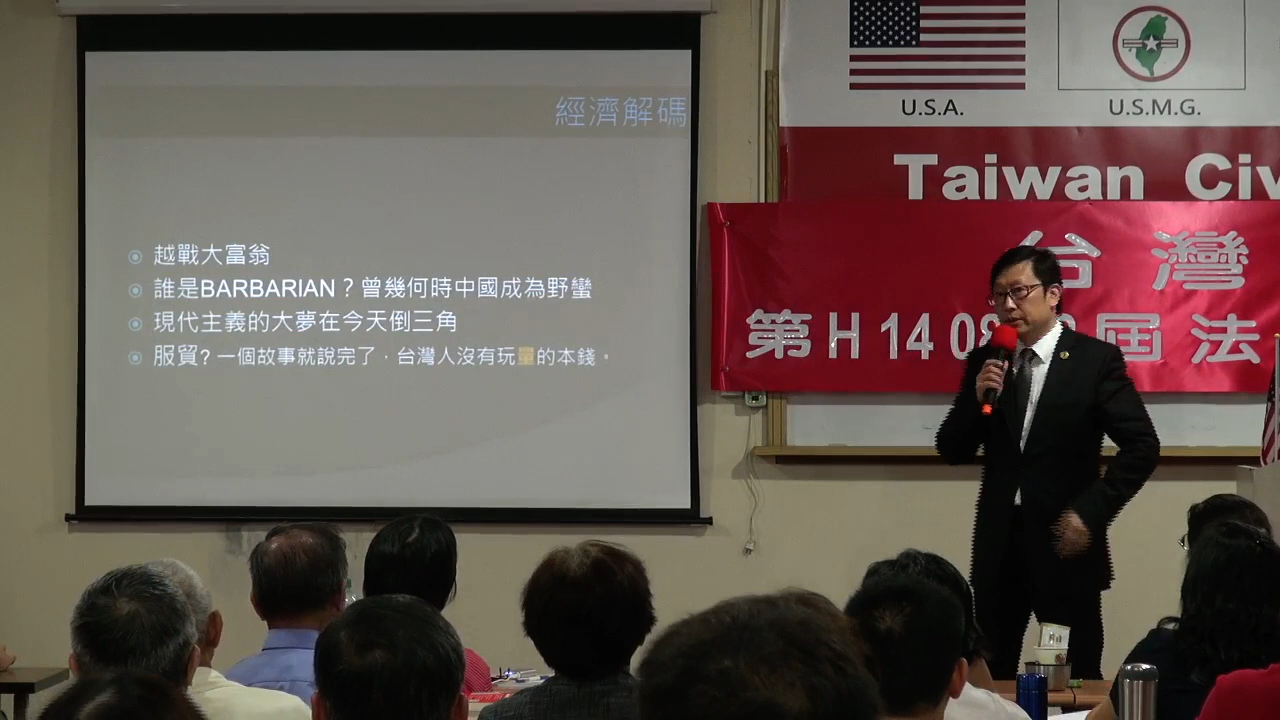 經濟解碼
越戰大富翁
誰是BARBARIAN？曾幾何時中國成為野蠻
現代主義的大夢在今天倒三角
服貿？一個故事就說完了，台灣人沒有玩量的本錢。
U.S.A.
U.S.M.G.
Taiwan Civ
台灣
第H 14 08 屆 法